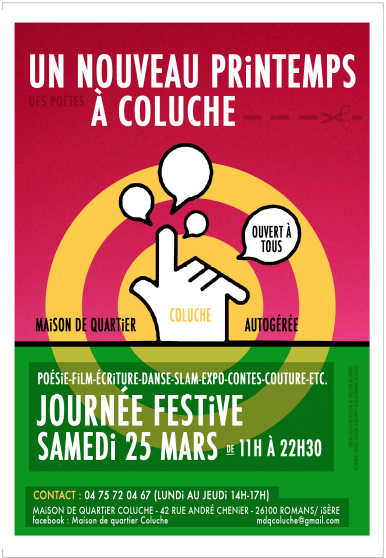 UN NOUVEAU PRiNTEMPS
DES POÈTES
À COLUCHE
OUVERT À
TOUS
COLUCHE
MAiSON DE QUARTiER
AUTOGÉRÉE
POÉSiE-FiLM-ÉCRiTURE-DANSE-SLAM-EXPO-CONTES-COUTURE-ETC.
JOURNÉE FESTiVE
SAMEDi 25 MARS DE 11H À 22H30
CONTACT : 04 75 72 04 67 (LUNDi AU JEUDi 14H-17H)
MAiSON DE QUARTiER COLUCHE - 42 RUE ANDRÉ CHENiER - 26100 ROMANS/ iSÈRE
facebook : Maison de quartier Coluche mdqcoluche@gmail.com